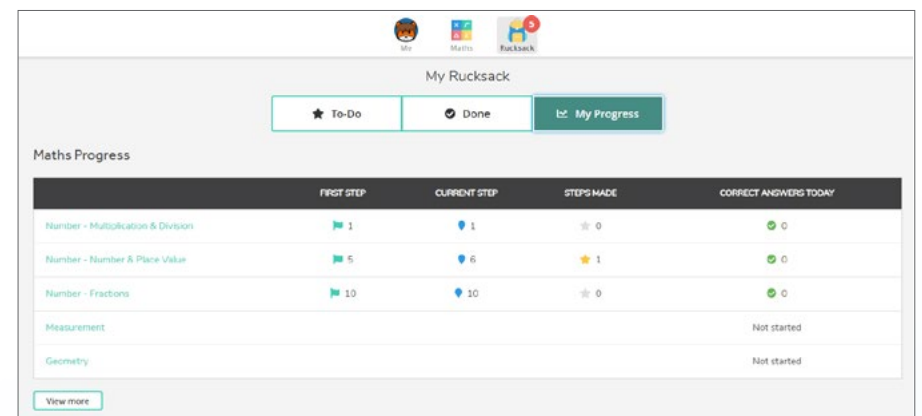 5
Me Maths Rucksack
My Rucksack
To-Do Done My Progress
Maths Progress
FIRST STEP CURRENT STEP STEPS MADE CORRECT ANSWERS TODAY
Number - Multiplication & Division 1 1 0 0
Number - Number & Place Value 5 6 1 0
Number - Fractions 10 10 0 0
Measurement Not started
Geometry Not started
View more